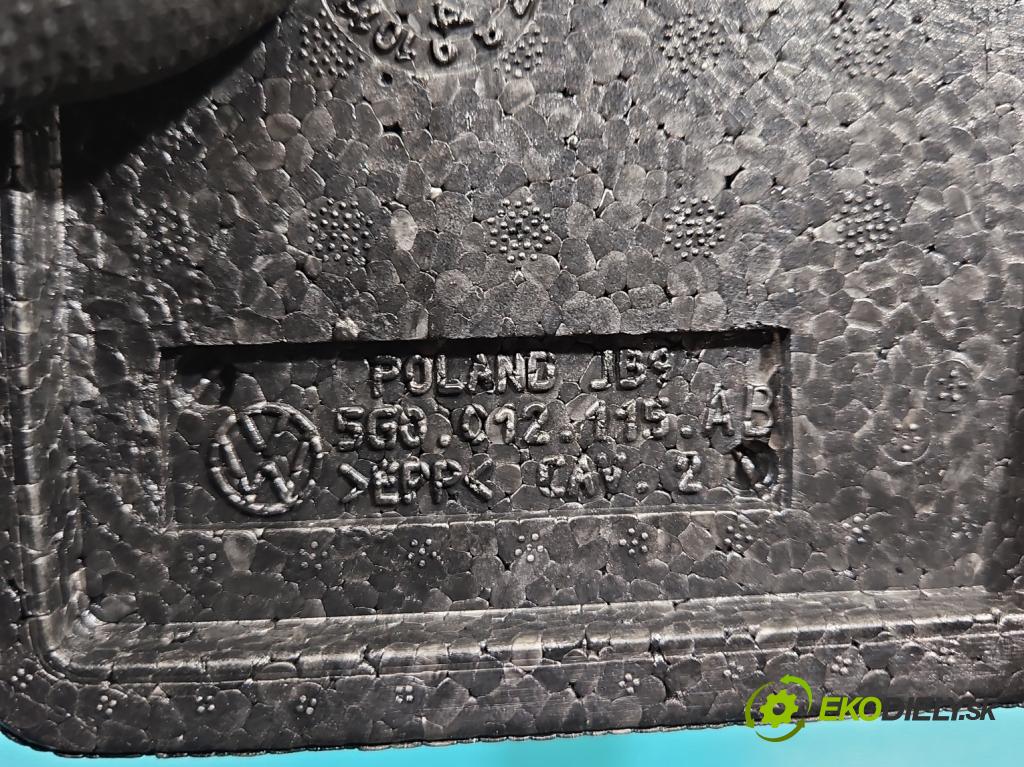 POLAND JB9
5G0.012.115.AB
>EPP< CAV. 2
EKODIELY.SK